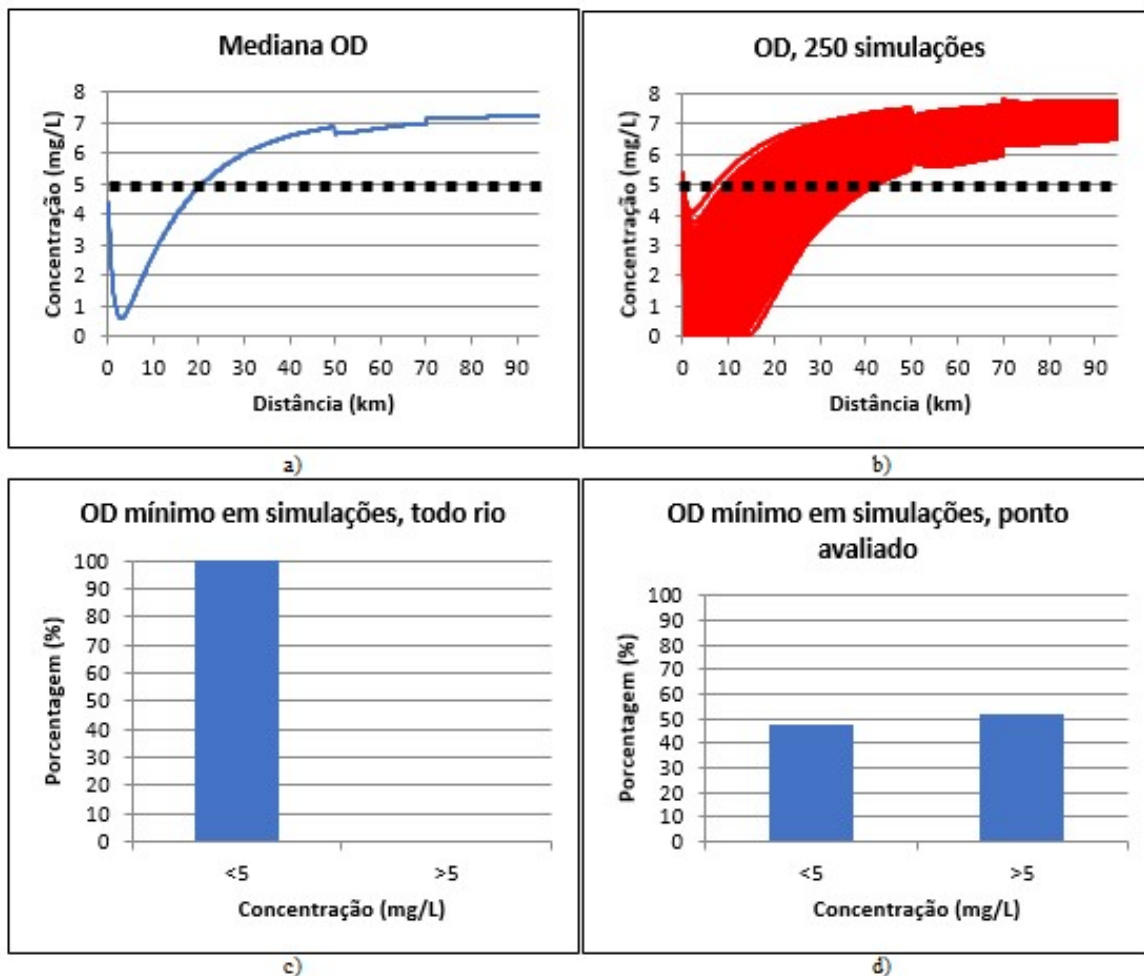 Mediana OD
Concentração (mg/L)
8
7
6
5
4
3
2
1
0
0 10 20 30 40 50 60 70 80 90
Distância (km)
a)
OD, 250 simulações
Concentração (mg/L)
8
7
6
5
4
3
2
1
0
0 10 20 30 40 50 60 70 80 90
Distância (km)
b)
OD mínimo em simulações, todo rio
Porcentagem (%)
100
90
80
70
60
50
40
30
20
10
0
<5 >5
Concentração (mg/L)
c)
OD mínimo em simulações, ponto
avaliado
Porcentagem (%)
100
90
80
70
60
50
40
30
20
10
0
<5 >5
Concentração (mg/L)
d)